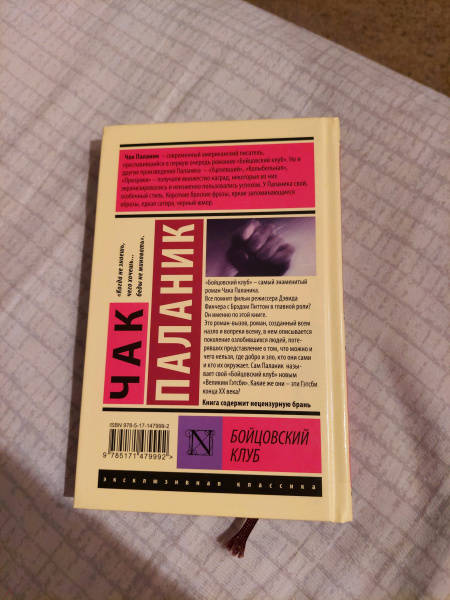 Чак Паланик – современный американский писатель,
прославившийся в первую очередь романом «Бойцовский клуб». Но и
другие произведения Паланика – «Удушье», «Колыбельная»,
«Призраки» – получали множество наград, некоторые из них
экранизировались и неизменно пользовались успехом. У Паланика свой,
особенный стиль. Короткие броские фразы, яркие запоминающиеся
образы, едкая сатира, черный юмор.
«Когда не знаешь,
чего хочешь...
беды не миновать».
ЧАК
ПАЛАНИК
«Бойцовский клуб» – самый знаменитый
роман Чака Паланика.
Все помнят фильм режиссера Дэвида
Финчера с Брэдом Питтом в главной роли?
Он именно по этой книге.
Это роман-вызов, роман, созданный всем
назло и вопреки всему, в нем описывается
поколение озлобившихся людей, поте-
рявших представление о том, что можно и
чего нельзя, где добро и зло, кто они сами
и кто их окружает. Сам Паланик назы-
вает свой «Бойцовский клуб» новым
«Великим Гэтсби». Какие же они – эти Гэтсби
конца XX века?
Книга содержит нецензурную брань
ISBN 978-5-17-147999-2
9 785171 479992>
N
БОЙЦОВСКИЙ
КЛУБ
ЭКСКЛЮЗИВНАЯ КЛАССИКА